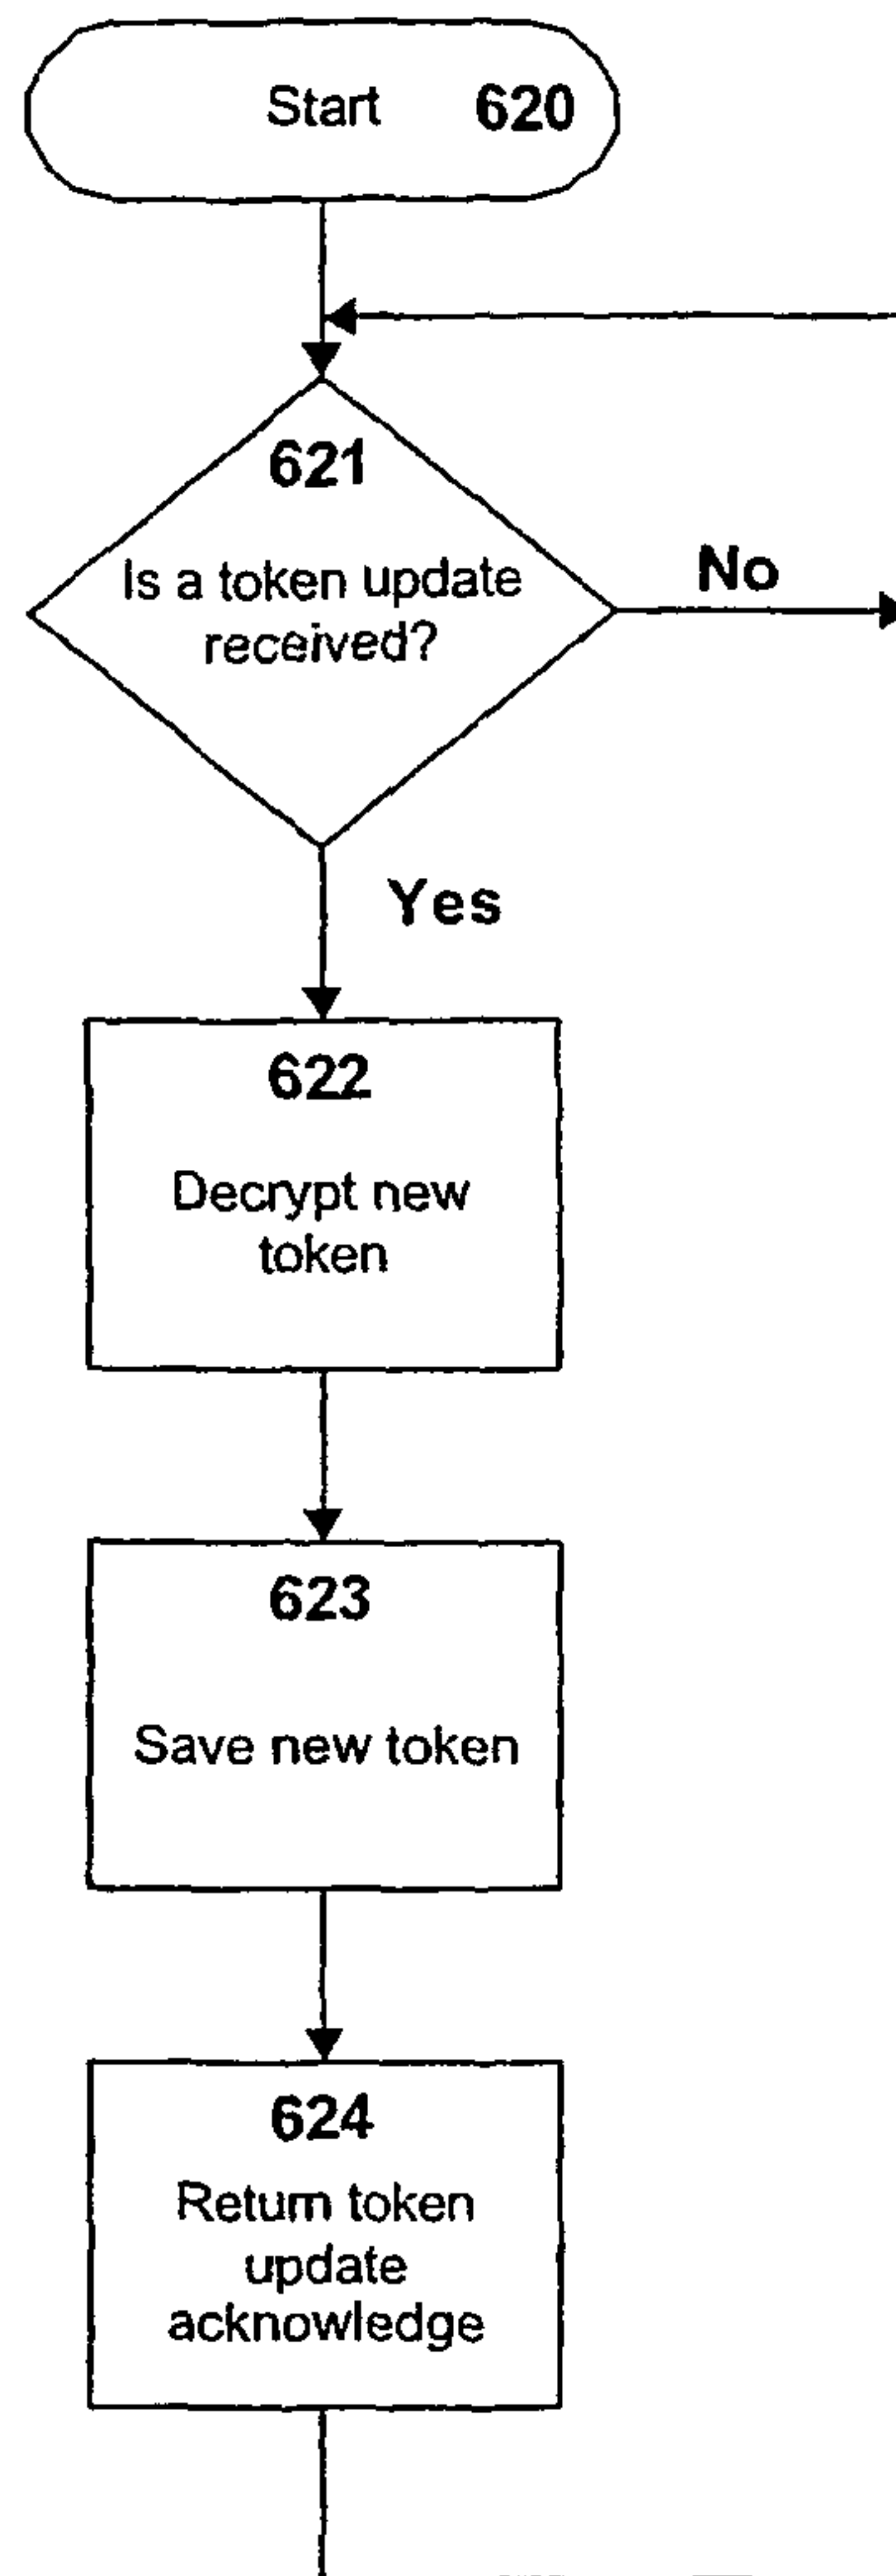 Start 620
621
Is a token update
received?
No
Yes
622
Decrypt new
token
623
Save new token
624
Return token
update
acknowledge